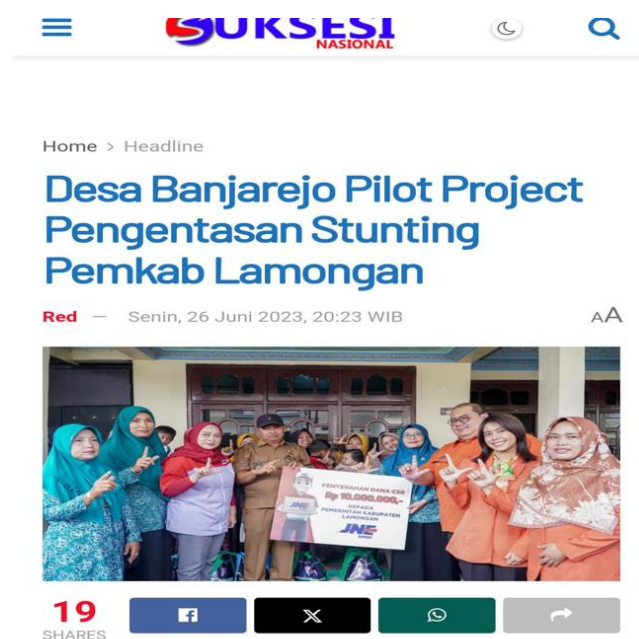 SUKSESI
NASIONAL
Home > Headline
Desa Banjarejo Pilot Project
Pengentasan Stunting
Pemkab Lamongan
Red — Senin, 26 Juni 2023, 20:23 WIB
AA
PENYERAHAN DANA CSR
Rp 10.000.000,-
KEPADA
PEMERINTAH KABUPATEN
LAMONGAN
JNE
19
SHARES